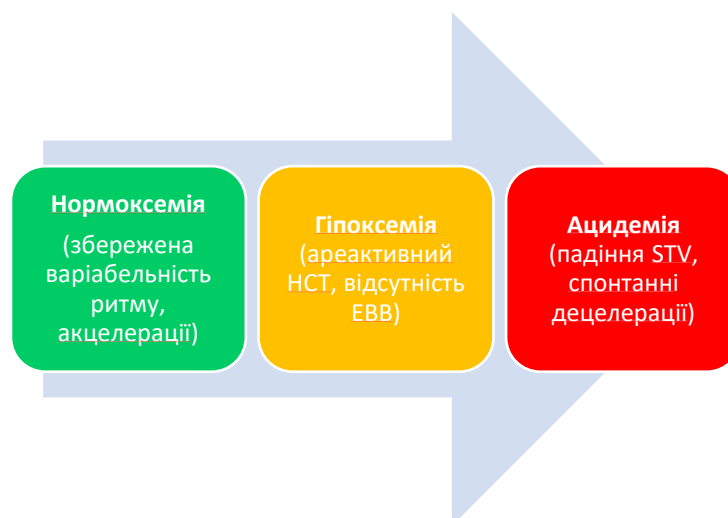 Нормоксемія
(збережена
варіабельність
ритму,
акцелерації)
Гіпоксемія
(ареактивний
НСТ, відсутність
ЕВВ)
Ацидемія
(падіння STV,
спонтанні
децелерації)